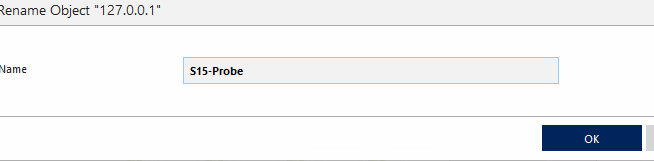 Rename Object "127.0.0.1"
Name
S15-Probe
OK